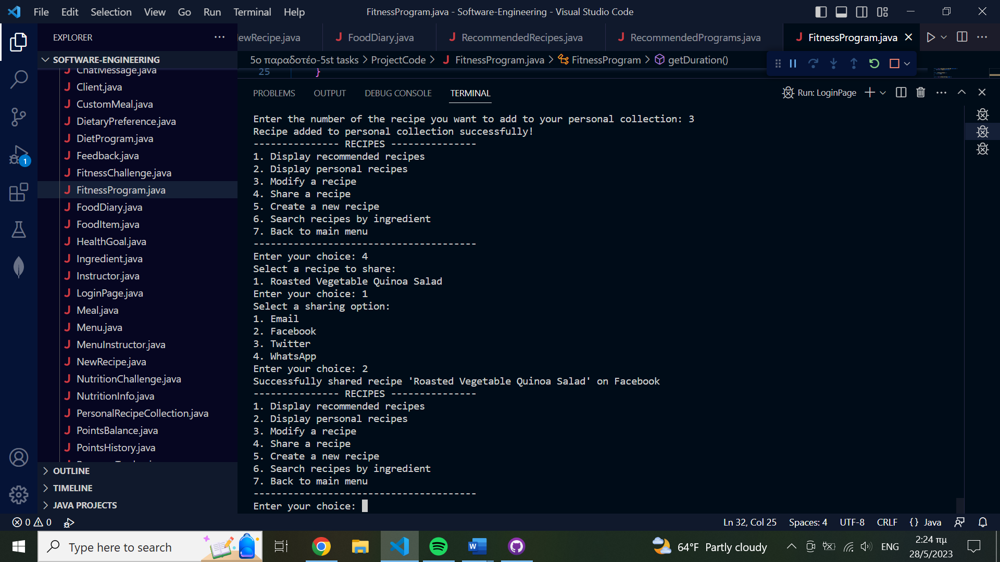 File Edit Selection View Go Run Terminal Help
FitnessProgram.java - Software-Engineering - Visual Studio Code
EXPLORER
ewRecipe.java
FoodDiary.java
RecommendedRecipes.java
RecommendedPrograms.java
FitnessProgram.java
SOFTWARE-ENGINEERING
5ο παραδοτέο-5st tasks > ProjectCode > FitnessProgram.java > FitnessProgram > getDuration()
25 }
ChatMessage.java
Client.java
CustomMeal.java
DietaryPreference.java
DietProgram.java
Feedback.java
FitnessChallenge.java
FitnessProgram.java
FoodDiary.java
FoodItem.java
HealthGoal.java
Ingredient.java
Instructor.java
LoginPage.java
Meal.java
Menu.java
MenuInstructor.java
NewRecipe.java
NutritionChallenge.java
NutritionInfo.java
PersonalRecipeCollection.java
PointsBalance.java
PointsHistory.java
OUTLINE
TIMELINE
JAVA PROJECTS
1
PROBLEMS OUTPUT DEBUG CONSOLE TERMINAL
Run: LoginPage
Enter the number of the recipe you want to add to your personal collection: 3
Recipe added to personal collection successfully!
--------------- RECIPES ---------------
1. Display recommended recipes
2. Display personal recipes
3. Modify a recipe
4. Share a recipe
5. Create a new recipe
6. Search recipes by ingredient
7. Back to main menu
---------------------------------------
Enter your choice: 4
Select a recipe to share:
1. Roasted Vegetable Quinoa Salad
Enter your choice: 1
Select a sharing option:
1. Email
2. Facebook
3. Twitter
4. WhatsApp
Enter your choice: 2
Successfully shared recipe 'Roasted Vegetable Quinoa Salad' on Facebook
--------------- RECIPES ---------------
1. Display recommended recipes
2. Display personal recipes
3. Modify a recipe
4. Share a recipe
5. Create a new recipe
6. Search recipes by ingredient
7. Back to main menu
---------------------------------------
Enter your choice:
0 0
Ln 32, Col 25 Spaces: 4 UTF-8 CRLF {} Java
Type here to search
64°F Partly cloudy
ENG
2:24 πμ
28/5/2023